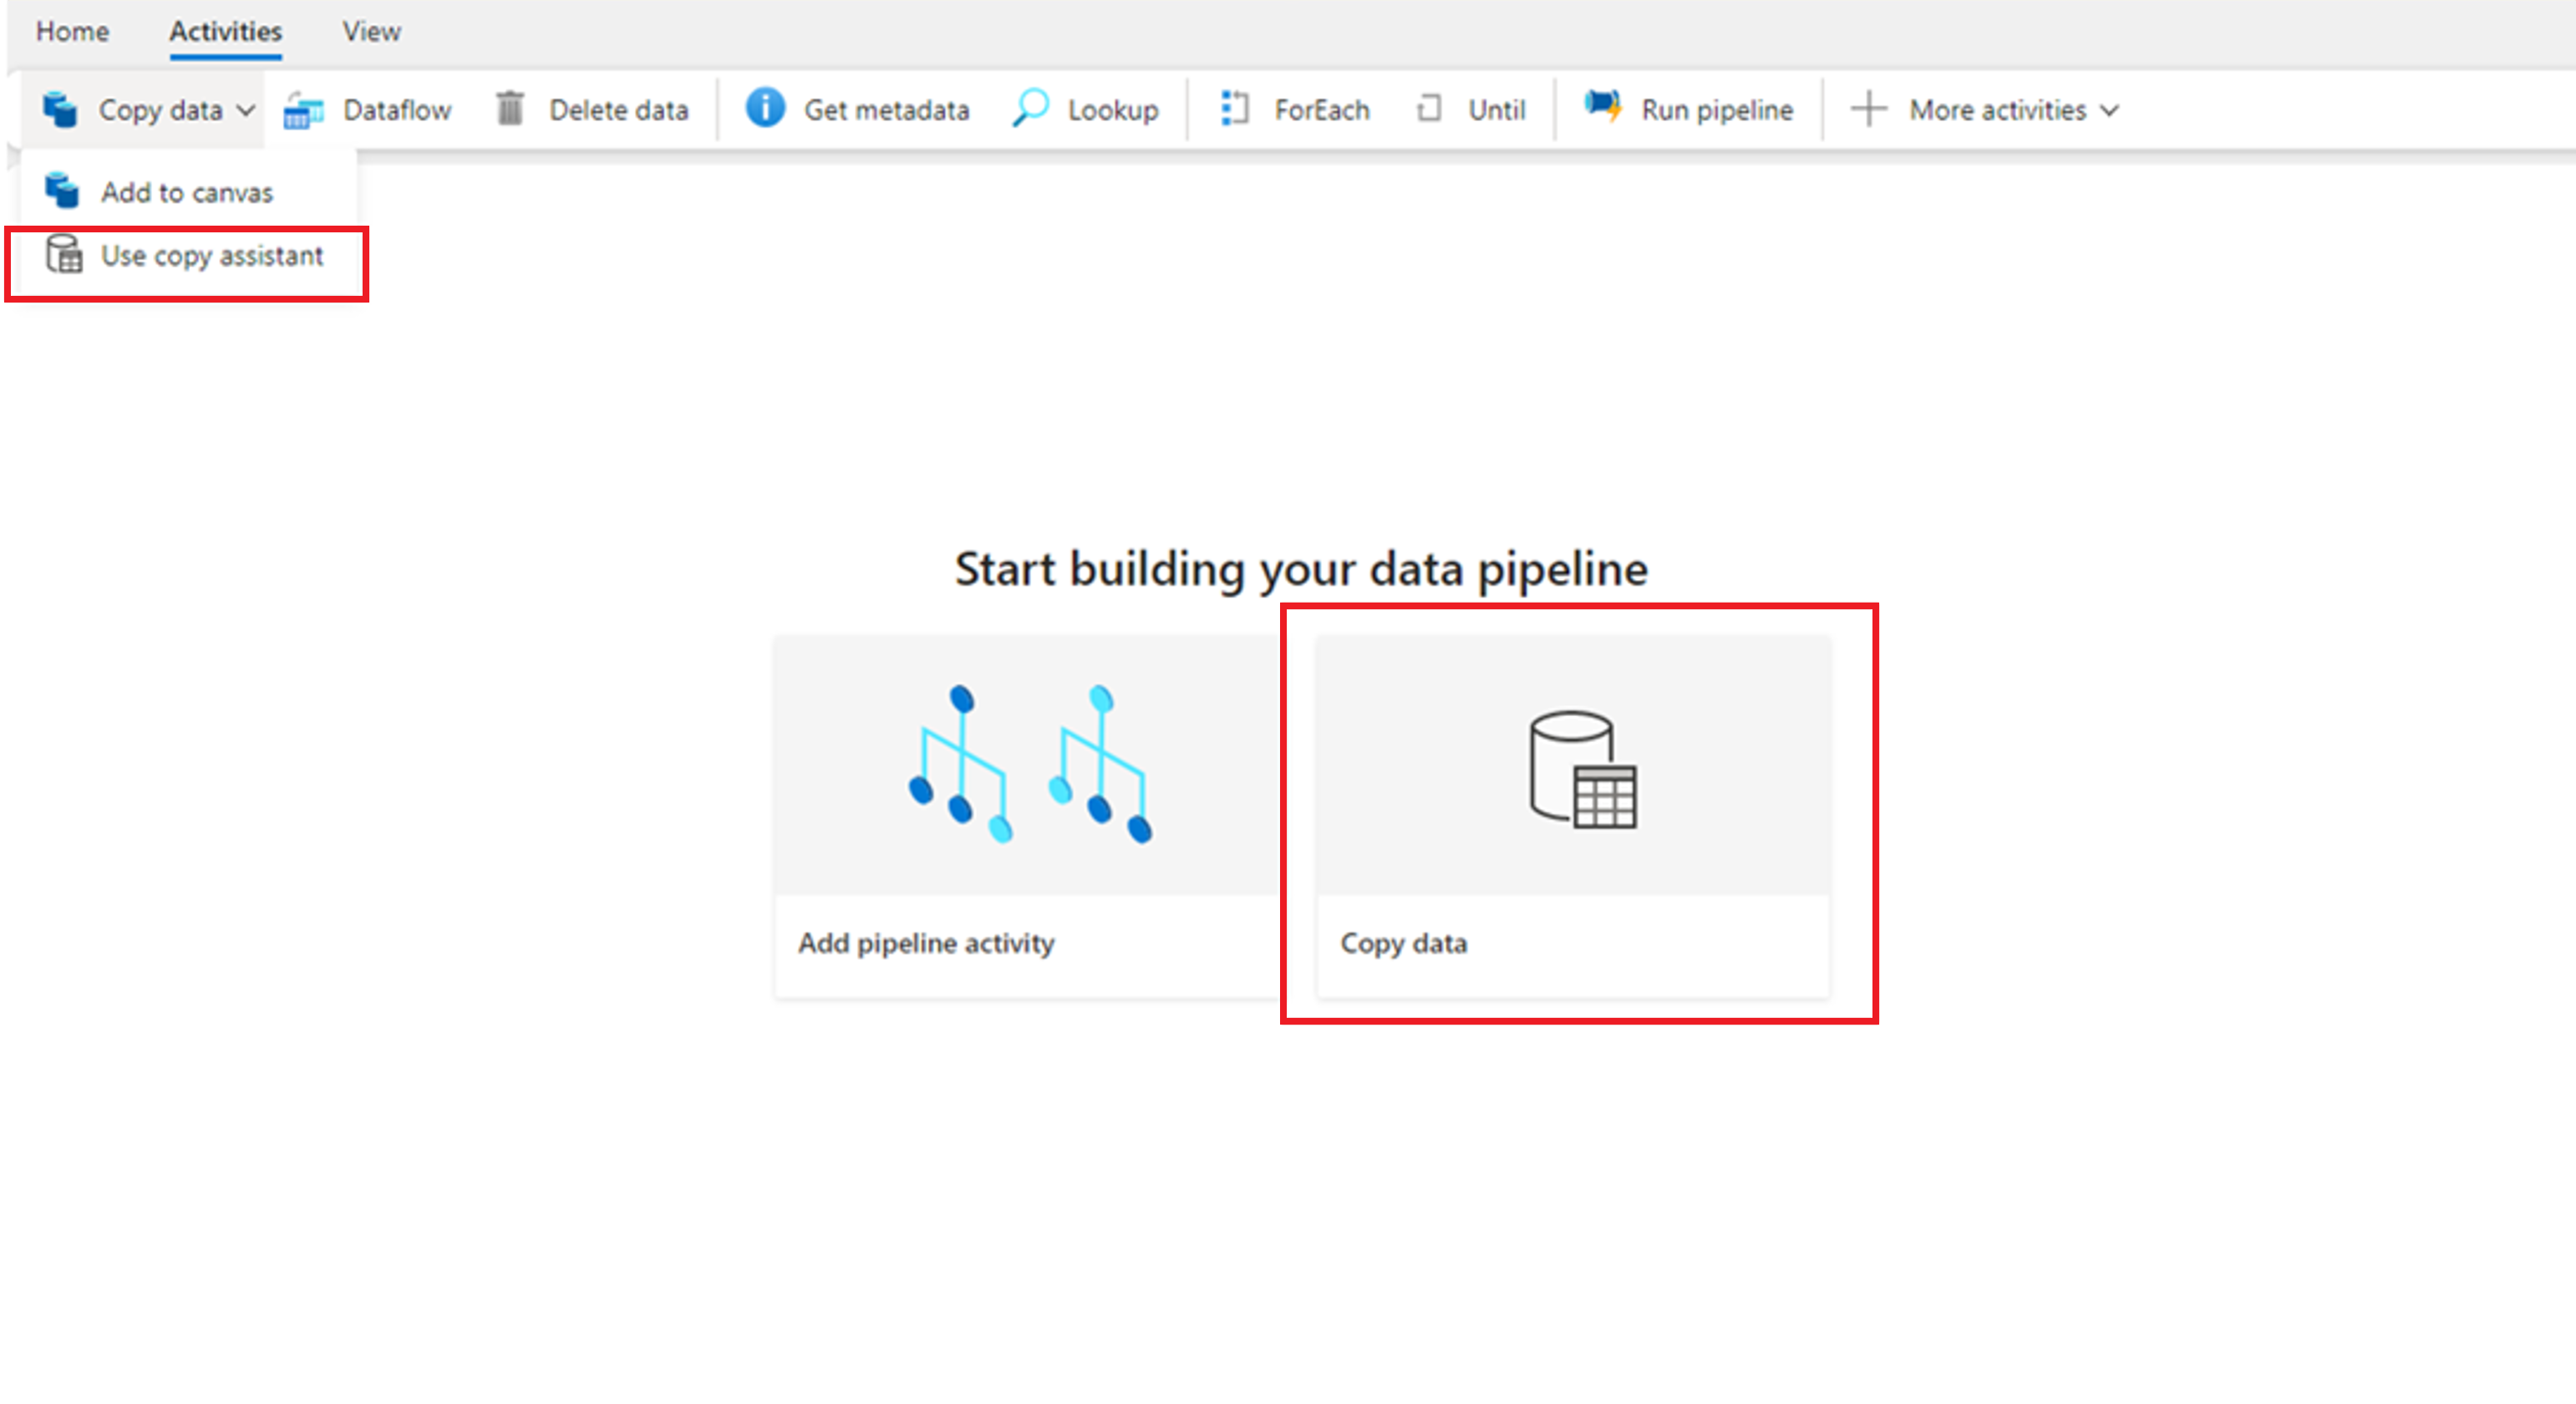 Home Activities View
Copy data Dataflow Delete data Get metadata Lookup ForEach Until Run pipeline More activities
Add to canvas
Use copy assistant
Start building your data pipeline
Add pipeline activity Copy data